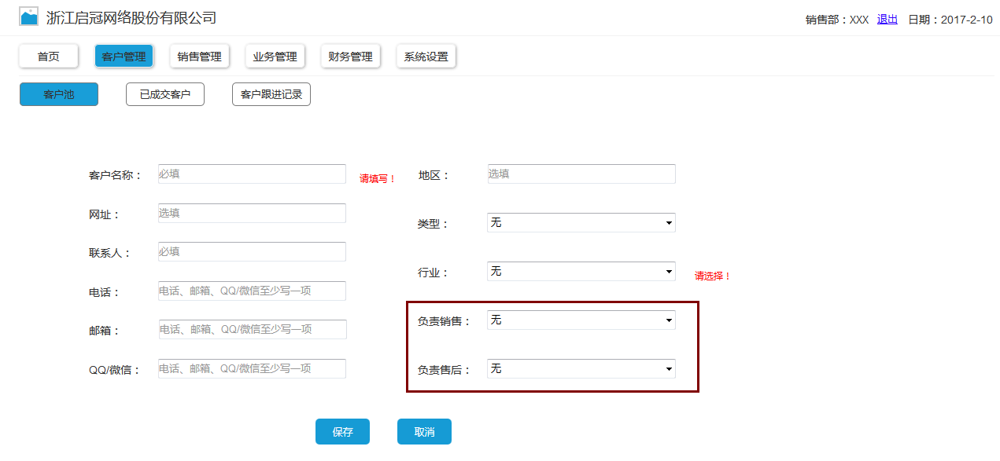 浙江启冠网络股份有限公司
销售部：XXX 退出 日期：2017-2-10
首页 客户管理 销售管理 业务管理 财务管理 系统设置
客户池 已成交客户 客户跟进记录
客户名称： 必填 请填写！ 地区： 选填
网址： 选填 类型： 无
联系人： 必填 行业： 无 请选择！
电话： 电话、邮箱、QQ/微信至少写一项
邮箱： 电话、邮箱、QQ/微信至少写一项 负责销售： 无
QQ/微信： 电话、邮箱、QQ/微信至少写一项 负责售后： 无
保存 取消